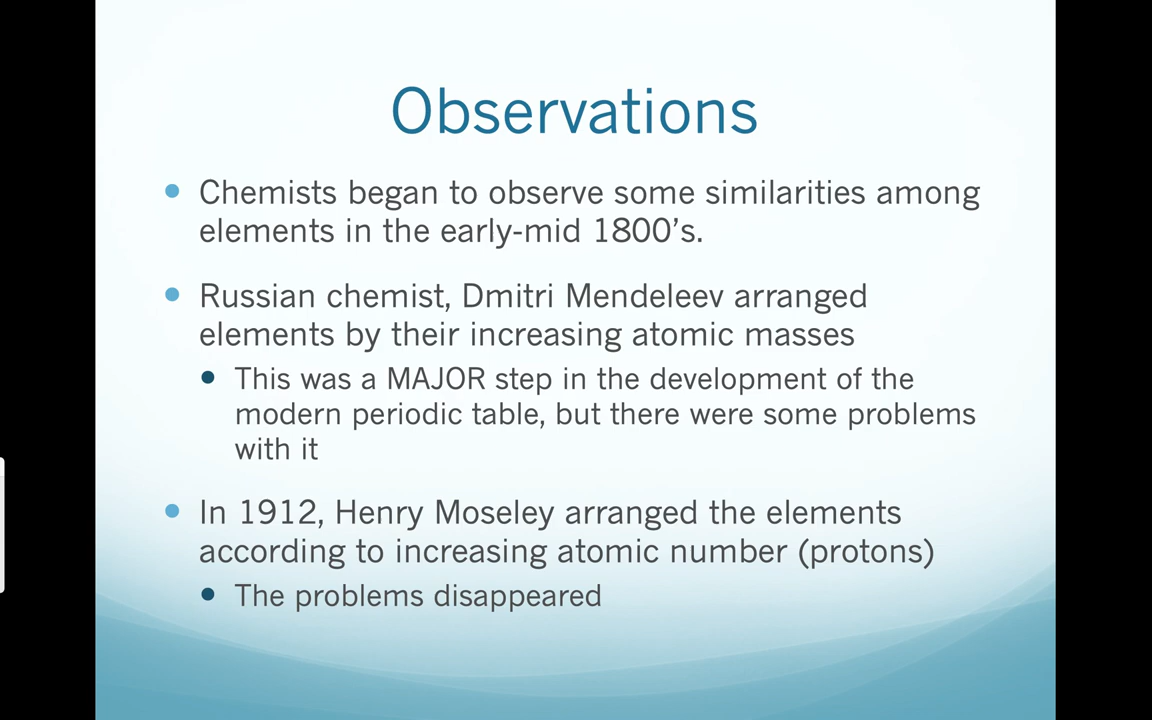 Observations
Chemists began to observe some similarities among
elements in the early-mid 1800’s.
Russian chemist, Dmitri Mendeleev arranged
elements by their increasing atomic masses
This was a MAJOR step in the development of the
modern periodic table, but there were some problems
with it
In 1912, Henry Moseley arranged the elements
according to increasing atomic number (protons)
The problems disappeared